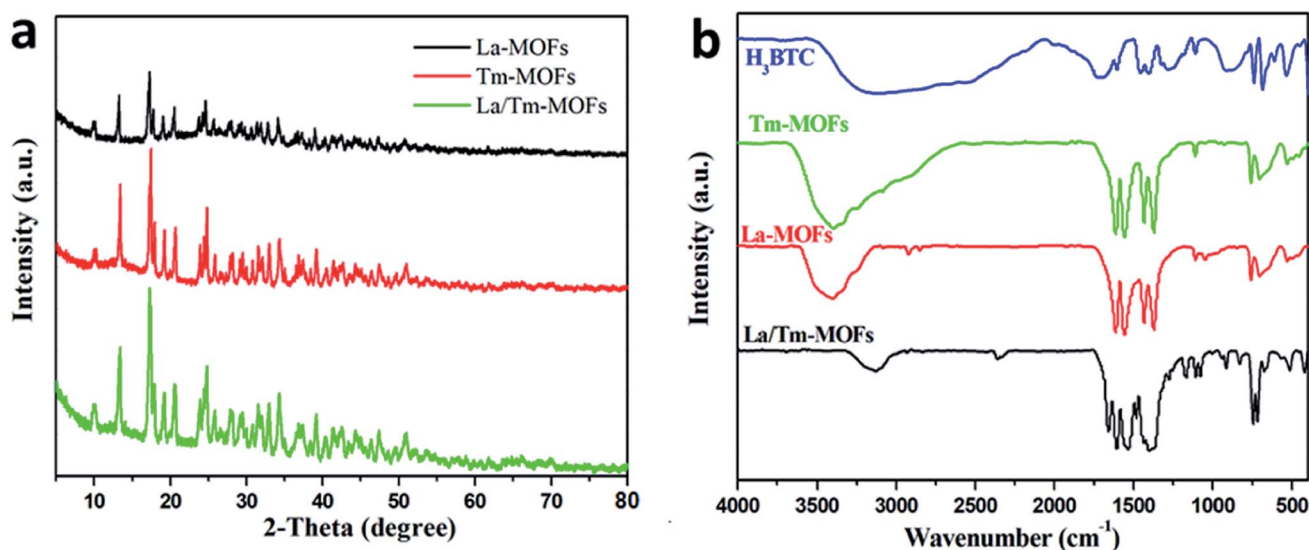 a
La-MOFs
Tm-MOFs
La/Tm-MOFs
Intensity (a.u.)
10 20 30 40 50 60 70 80
2-Theta (degree)
b
H₃BTC
Tm-MOFs
La-MOFs
La/Tm-MOFs
Intensity (a.u.)
4000 3500 3000 2500 2000 1500 1000 500
Wavenumber (cm⁻¹)